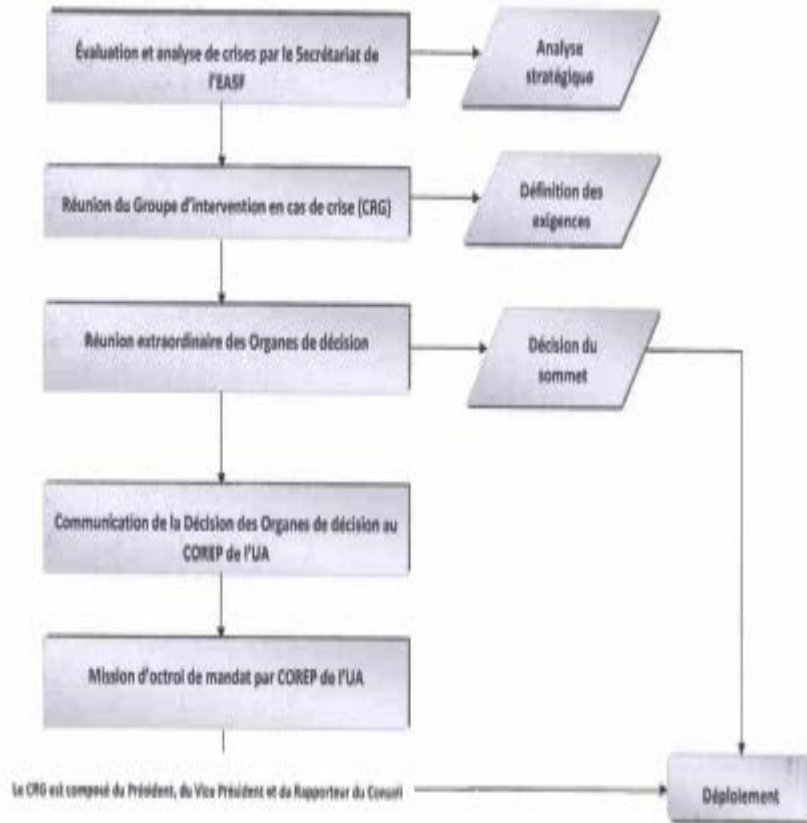 Évaluation et analyse de crises par le Secrétariat de
l'EASF
Analyse
stratégique
Réunion du Groupe d'intervention en cas de crise (CRG)
Définition des
exigences
Réunion extraordinaire des Organes de décision
Décision du
sommet
Communication de la Décision des Organes de décision au
COREP de l'UA
Mission d'octroi de mandat par COREP de l'UA
Le CRG est composé du Président, du Vice Président et du Rapporteur du Conseil
Déploiement